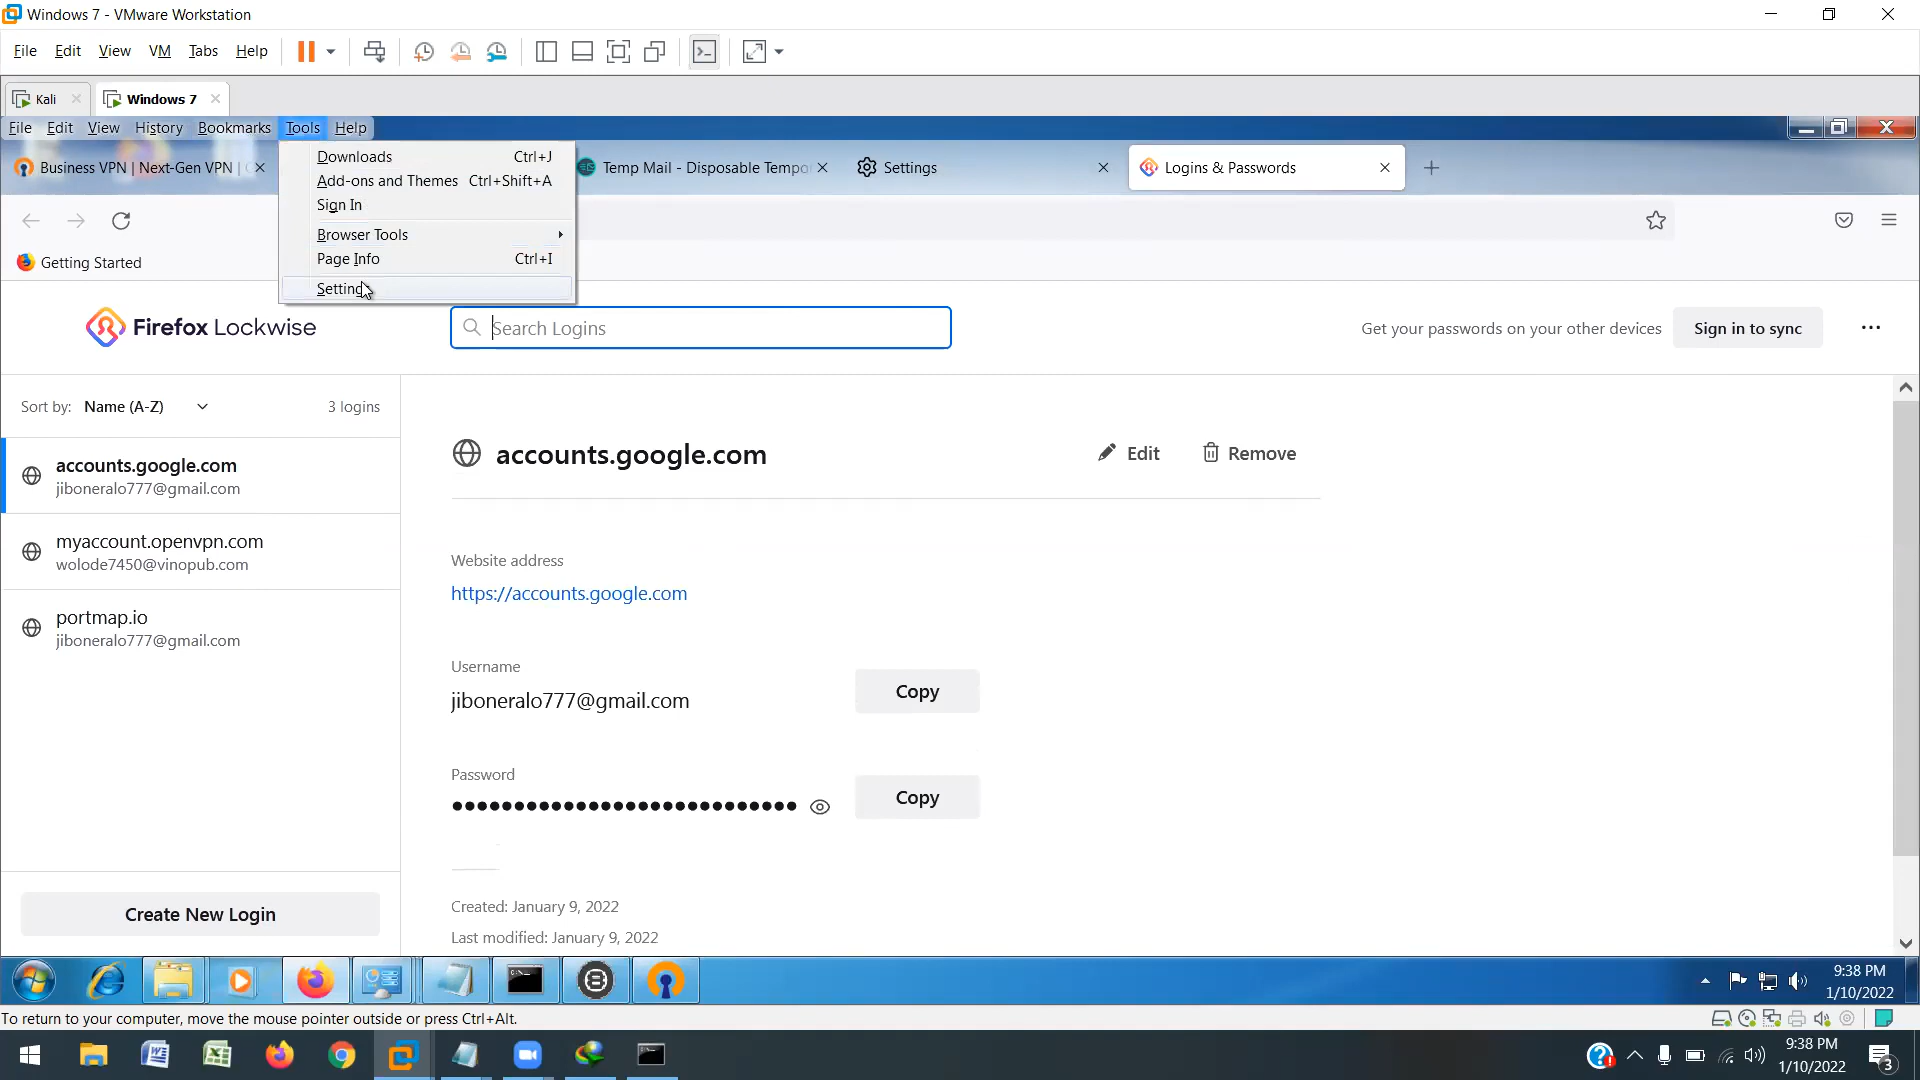 Windows 7 - VMware Workstation
File Edit View VM Tabs Help
Kali Windows 7
File Edit View History Bookmarks Tools Help
Business VPN | Next-Gen VPN | Temp Mail - Disposable Tempo Settings Logins & Passwords
Downloads Ctrl+J
Add-ons and Themes Ctrl+Shift+A
Sign In
Browser Tools
Page Info Ctrl+I
Getting Started
Firefox Lockwise
Search Logins
Get your passwords on your other devices Sign in to sync
Sort by: Name (A-Z) 3 logins
accounts.google.com
jiboneralo777@gmail.com
myaccount.openvpn.com
wolode7450@vinopub.com
portmap.io
jiboneralo777@gmail.com
Create New Login
accounts.google.com Edit Remove
Website address
https://accounts.google.com
Username
jiboneralo777@gmail.com Copy
Password
Copy
Created: January 9, 2022
Last modified: January 9, 2022
9:38 PM
1/10/2022
To return to your computer, move the mouse pointer outside or press Ctrl+Alt.
9:38 PM
1/10/2022
3